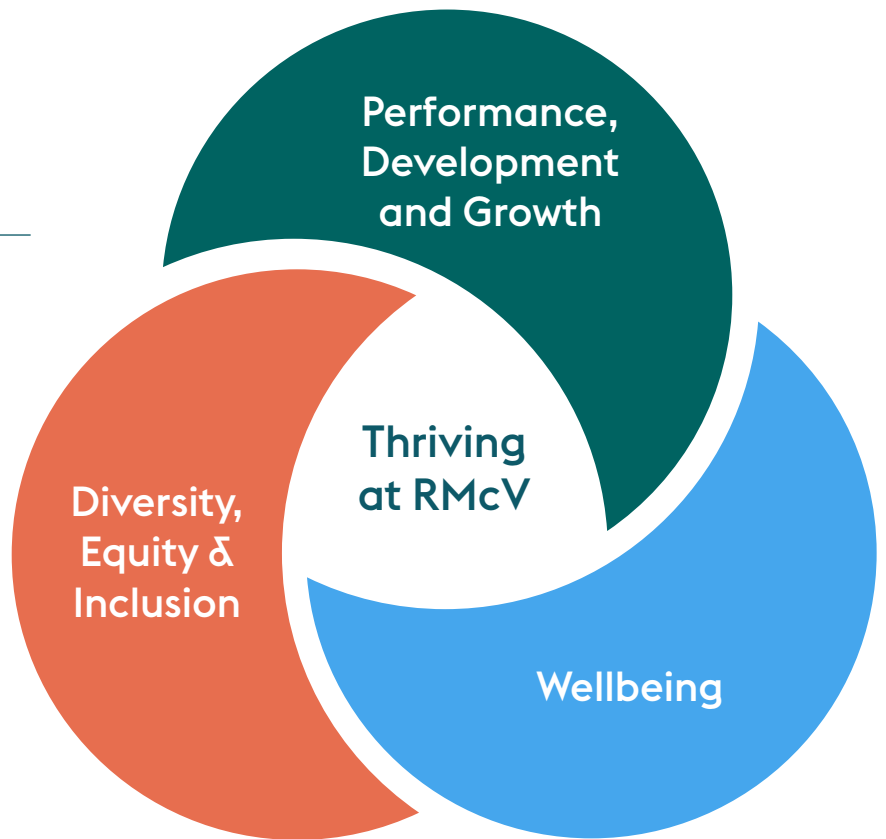 Performance,
Development
and Growth
Thriving
at RMcV
Diversity,
Equity &
Inclusion
Wellbeing